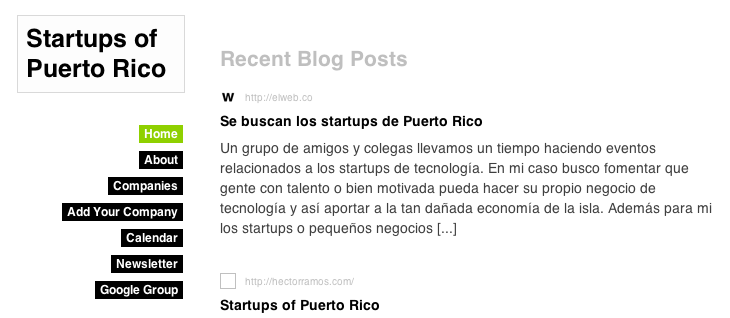 Startups of
Puerto Rico
Home
About
Companies
Add Your Company
Calendar
Newsletter
Google Group
Recent Blog Posts
W http://elweb.co
Se buscan los startups de Puerto Rico
Un grupo de amigos y colegas llevamos un tiempo haciendo eventos
relacionados a los startups de tecnología. En mi caso busco fomentar que
gente con talento o bien motivada pueda hacer su propio negocio de
tecnología y así aportar a la tan dañada economía de la isla. Además para mi
los startups o pequeños negocios [...]
http://hectorramos.com/
Startups of Puerto Rico